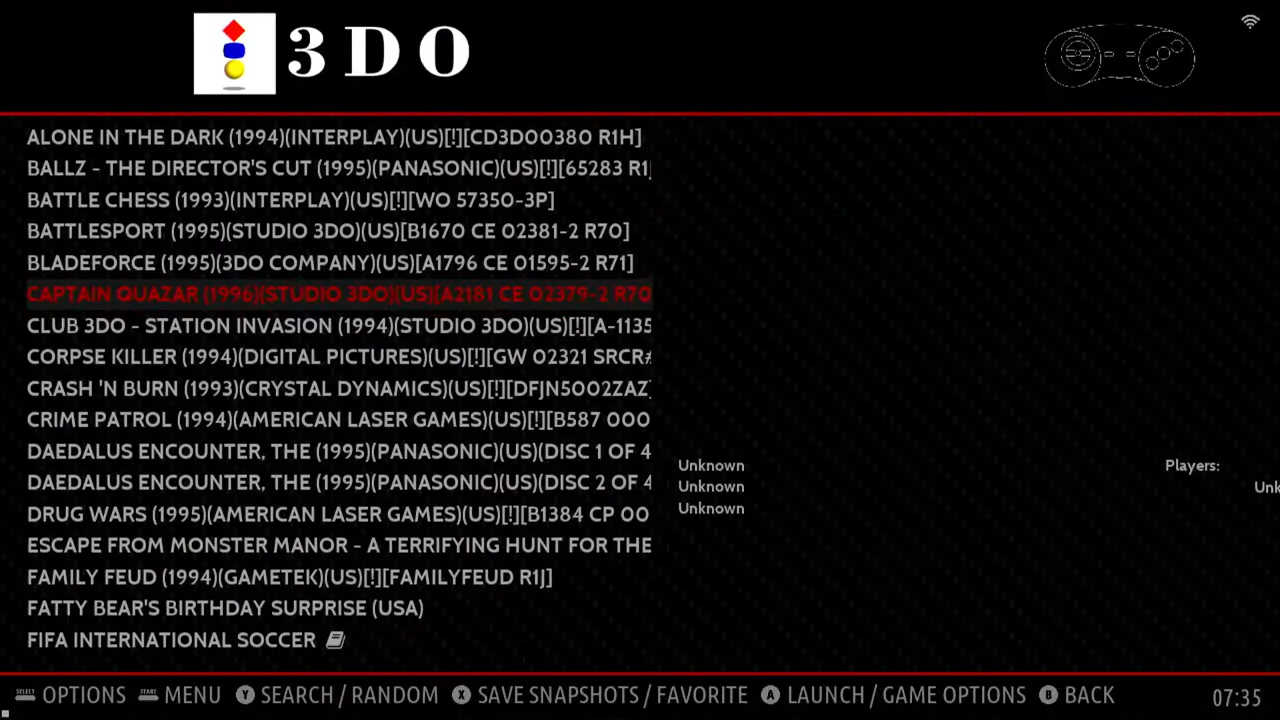 3DO
ALONE IN THE DARK (1994)(INTERPLAY)(US)[!][CD3D00380 R1H]
BALLZ - THE DIRECTOR'S CUT (1995)(PANASONIC)(US)[!][65283 R1J
BATTLE CHESS (1993)(INTERPLAY)(US)[!][WO 57350-3P]
BATTLESPORT (1995)(STUDIO 3DO)(US)[B1670 CE 02381-2 R70]
BLADEFORCE (1995)(3DO COMPANY)(US)[A1796 CE 01595-2 R71]
CAPTAIN QUAZAR (1996)(STUDIO 3DO)(US)[A2181 CE 02379-2 R70
CLUB 3DO - STATION INVASION (1994)(STUDIO 3DO)(US)[!][A-1135
CORPSE KILLER (1994)(DIGITAL PICTURES)(US)[!][GW 02321 SRCR#
CRASH 'N BURN (1993)(CRYSTAL DYNAMICS)(US)[!][DFJN5002ZAZ]
CRIME PATROL (1994)(AMERICAN LASER GAMES)(US)[!][B587 000
DAEDALUS ENCOUNTER, THE (1995)(PANASONIC)(US)(DISC 1 OF 4
DAEDALUS ENCOUNTER, THE (1995)(PANASONIC)(US)(DISC 2 OF 4
DRUG WARS (1995)(AMERICAN LASER GAMES)(US)[!][B1384 CP 00
ESCAPE FROM MONSTER MANOR - A TERRIFYING HUNT FOR THE
FAMILY FEUD (1994)(GAMETEK)(US)[!][FAMILYFEUD R1J]
FATTY BEAR'S BIRTHDAY SURPRISE (USA)
FIFA INTERNATIONAL SOCCER
Unknown
Players:
Unknown
Unk
Unknown
SELECT OPTIONS START MENU Y SEARCH / RANDOM X SAVE SNAPSHOTS / FAVORITE A LAUNCH / GAME OPTIONS B BACK 07:35